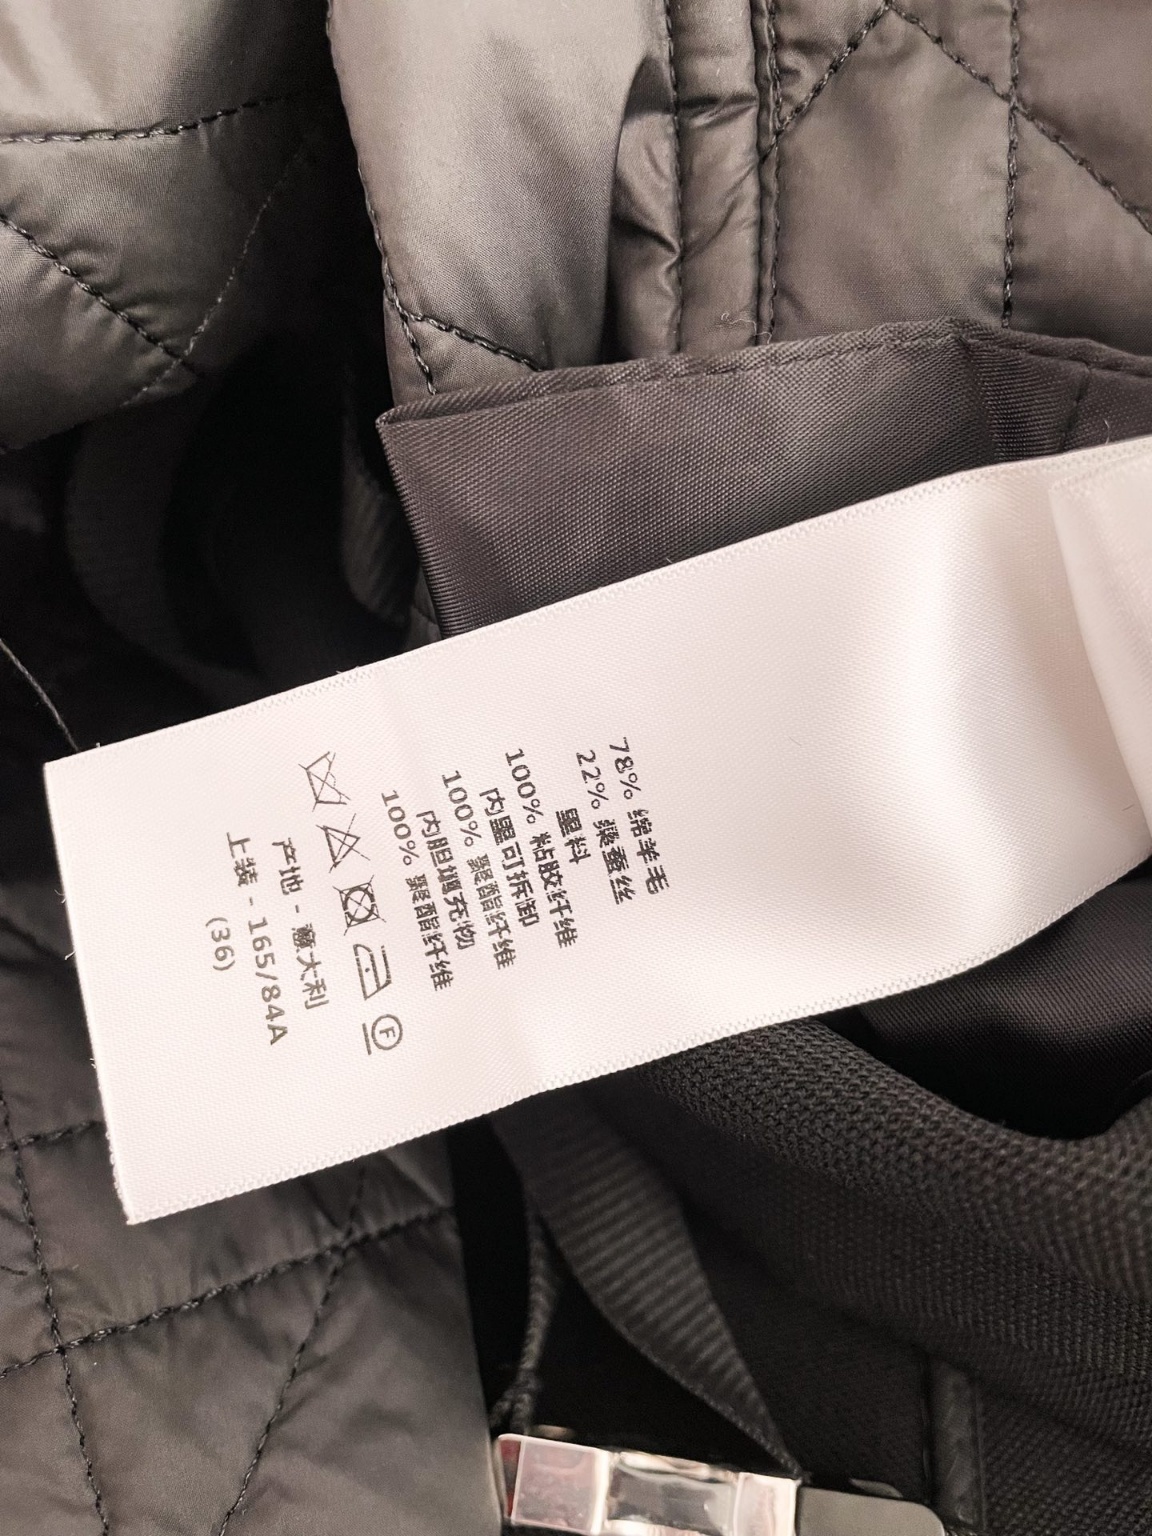 78% 绵羊毛
22% 桑蚕丝
里料
100% 粘胶纤维
内里可拆卸
100% 聚酯纤维
内胆填充物
100% 聚酯纤维
F
产地 - 意大利
上装 - 165/84A
(36)